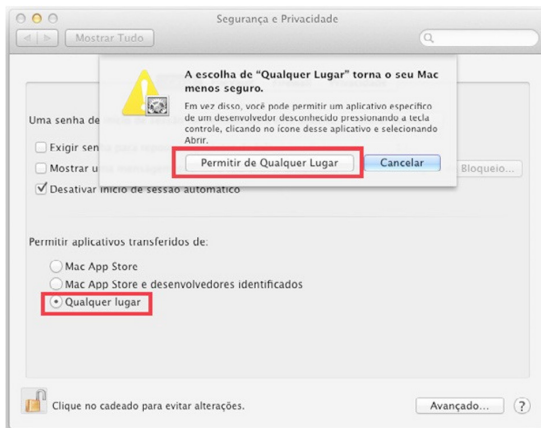 Segurança e Privacidade
Mostrar Tudo
A escolha de “Qualquer Lugar” torna o seu Mac
menos seguro.
Em vez disso, você pode permitir um aplicativo específico
de um desenvolvedor desconhecido pressionando a tecla
controle, clicando no ícone desse aplicativo e selecionando
Abrir.
Permitir de Qualquer Lugar
Cancelar
Uma senha de
Exigir senha
Mostrar uma
Bloqueio...
Desativar início de sessão automático
Permitir aplicativos transferidos de:
Mac App Store
Mac App Store e desenvolvedores identificados
Qualquer lugar
Clique no cadeado para evitar alterações.
Avançado...
?